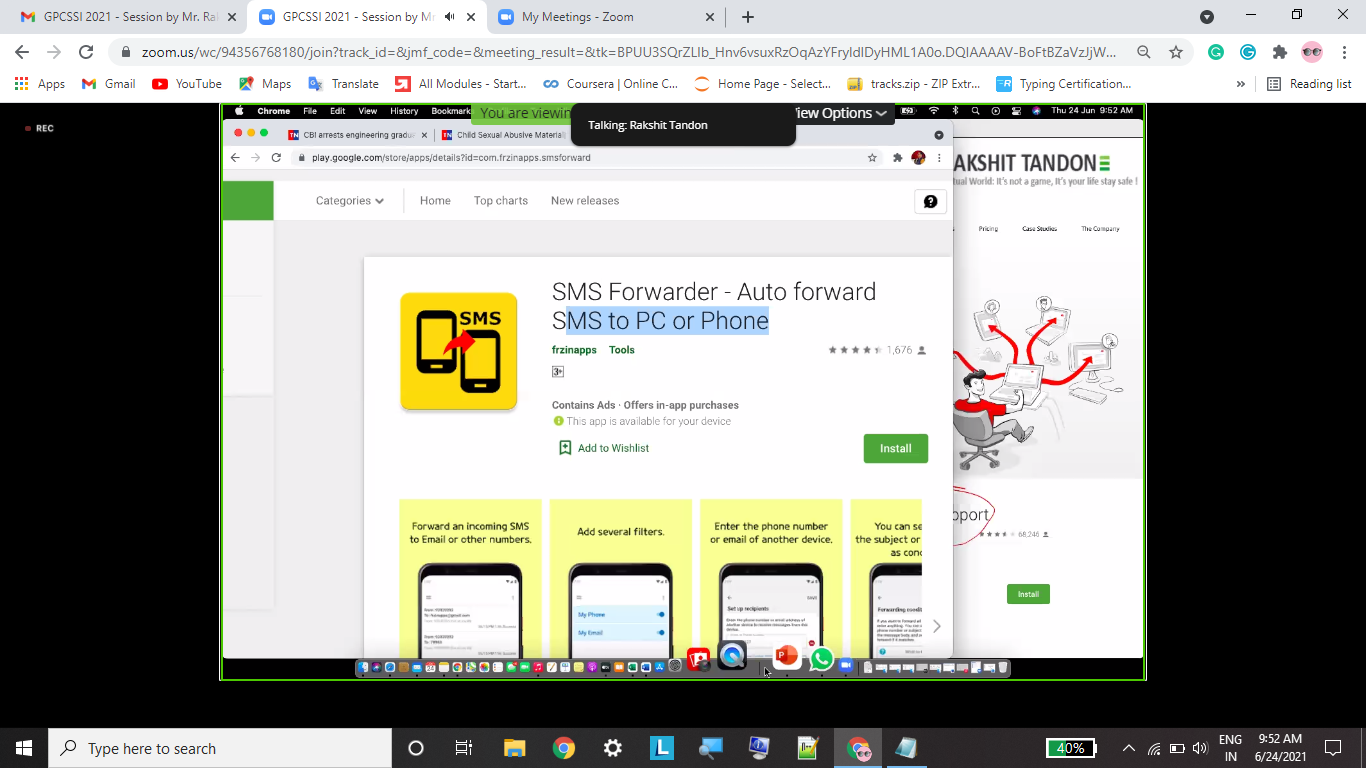 GPCSSI 2021 - Session by Mr. Ra
GPCSSI 2021 - Session by Mr
My Meetings - Zoom
zoom.us/wc/94356768180/join?track_id=&jmf_code=&meeting_result=&tk=
Apps
Gmail
YouTube
Maps
Translate
All Modules - Start...
Coursera | Online C...
Home Page - Select...
tracks.zip - ZIP Extr...
Typing Certification...
Reading list
REC
Chrome File Edit View History Bookmark
You are viewin
Talking: Rakshit Tandon
iew Options
Thu 24 Jun 9:52 AM
CBI arrests engineering gradu
Child Sexual Abusive Material
play.google.com/store/apps/details?id=com.frzinapps.smsforward
Categories
Home
Top charts
New releases
SMS Forwarder - Auto forward
SMS to PC or Phone
frzinapps Tools
1,676
3+
Contains Ads · Offers in-app purchases
This app is available for your device
Add to Wishlist
Install
SMS
Forward an incoming SMS
to Email or other numbers.
Add several filters.
My Phone
My Email
Enter the phone number
or email of another device.
Set up recipients
You can se
the subject or
as con
Forwarding condi
AKSHIT TANDON
tual World: It's not a game, It's your life stay safe !
Pricing
Case Studies
The Company
pport
68,246
Install
Type here to search
40%
ENG
IN
9:52 AM
6/24/2021